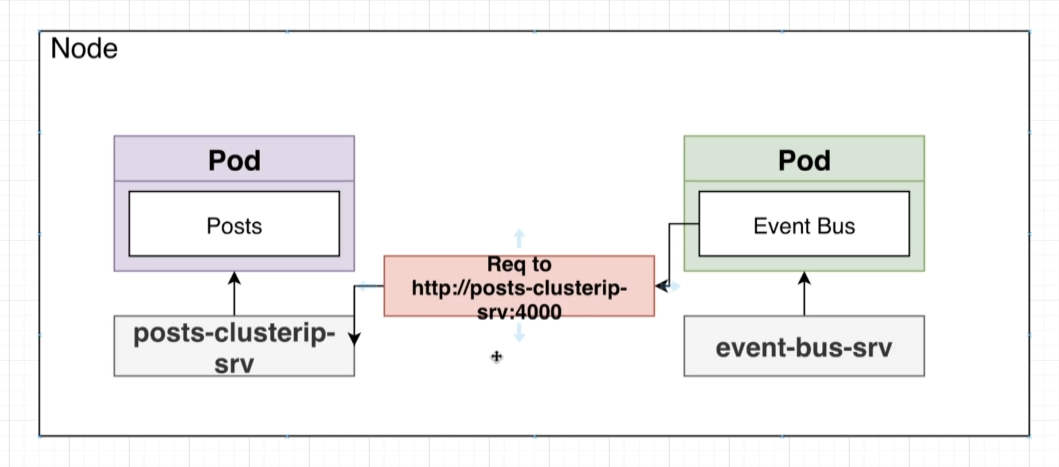 Node
Pod
Posts
posts-clusterip-
srv
Req to
http://posts-clusterip-
srv:4000
Pod
Event Bus
event-bus-srv